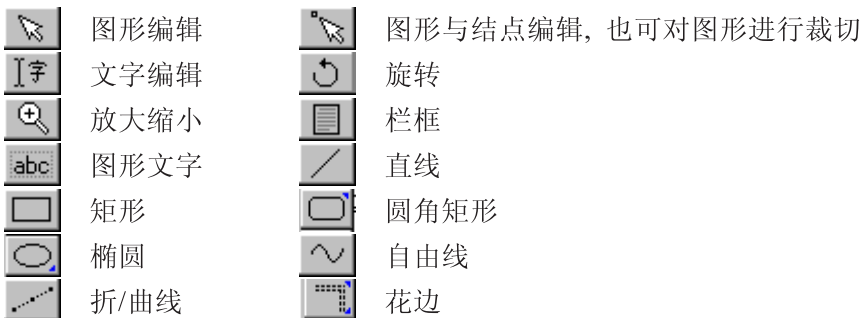 图形编辑 图形与结点编辑, 也可对图形进行裁切
字 文字编辑 旋转
放大缩小 栏框
abc 图形文字 直线
矩形 圆角矩形
椭圆 自由线
折/曲线 花边